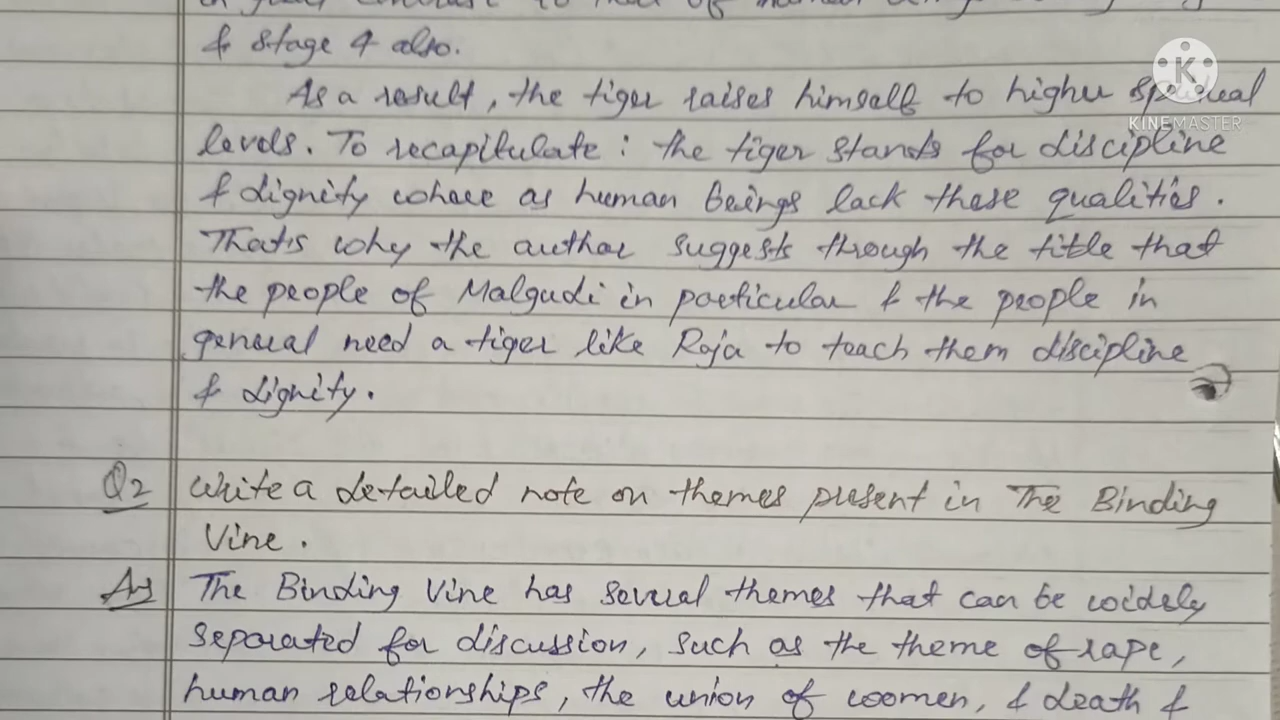 & stage 4 also.
As a result, the tiger raises himself to higher spiritual
KINEMASTER
levels. To recapitulate : the tiger stands for discipline
& dignity where as human beings lack these qualities.
That's why the author suggests through the title that
the people of Malgudi in particular & the people in
general need a tiger like Raja to teach them discipline
& dignity.
Q2 Write a detailed note on themes present in The Binding
Vine.
Ans The Binding Vine has several themes that can be widely
separated for discussion, such as the theme of rape,
human relationships, the union of women, & death &